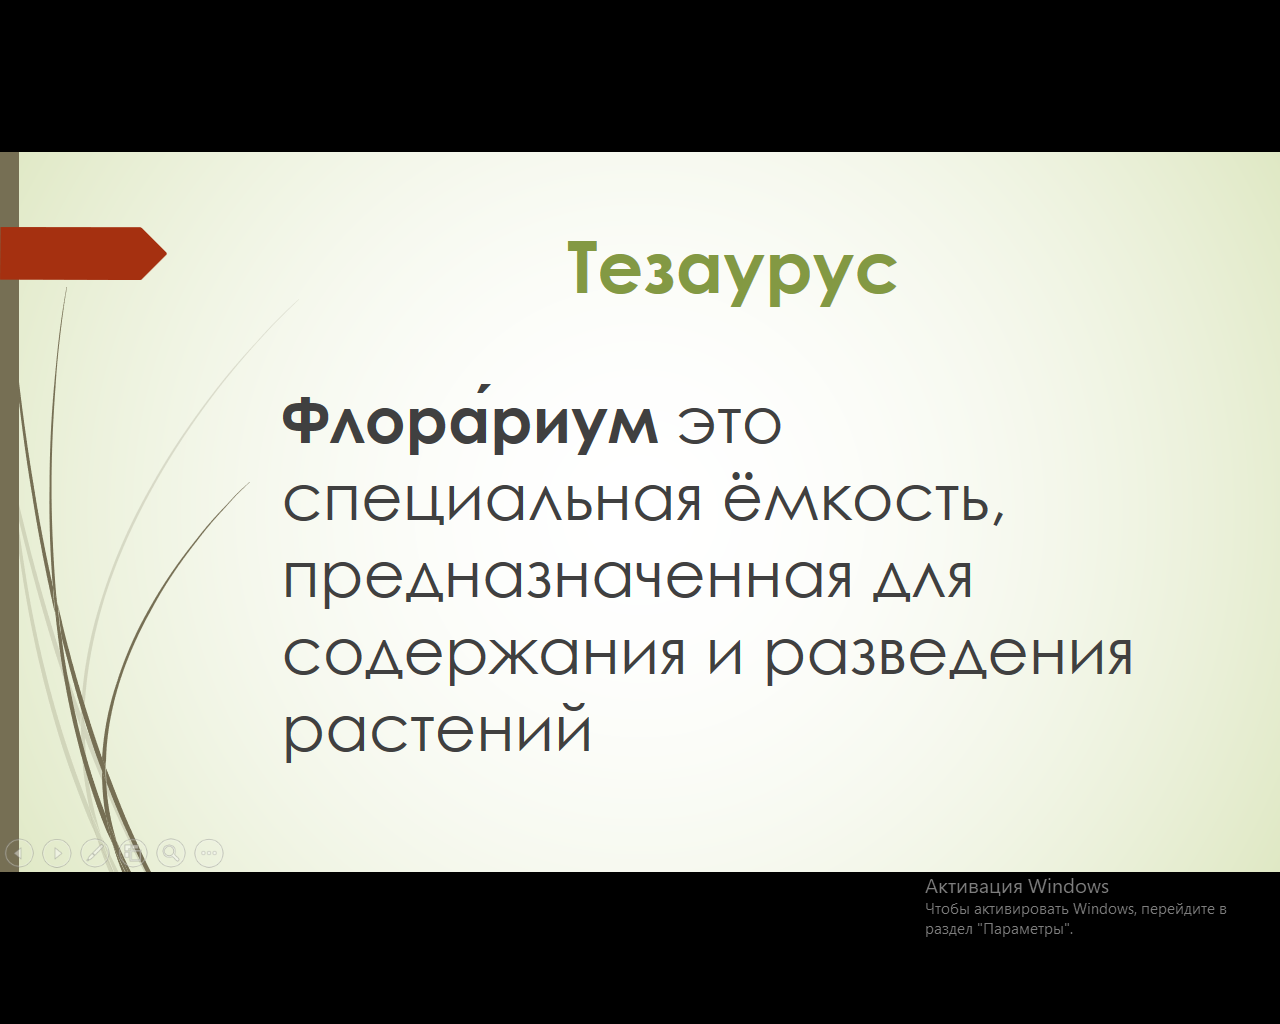 Тезаурус
Флора́риум это
специальная ёмкость,
предназначенная для
содержания и разведения
растений
Активация Windows
Чтобы активировать Windows, перейдите в
раздел "Параметры".